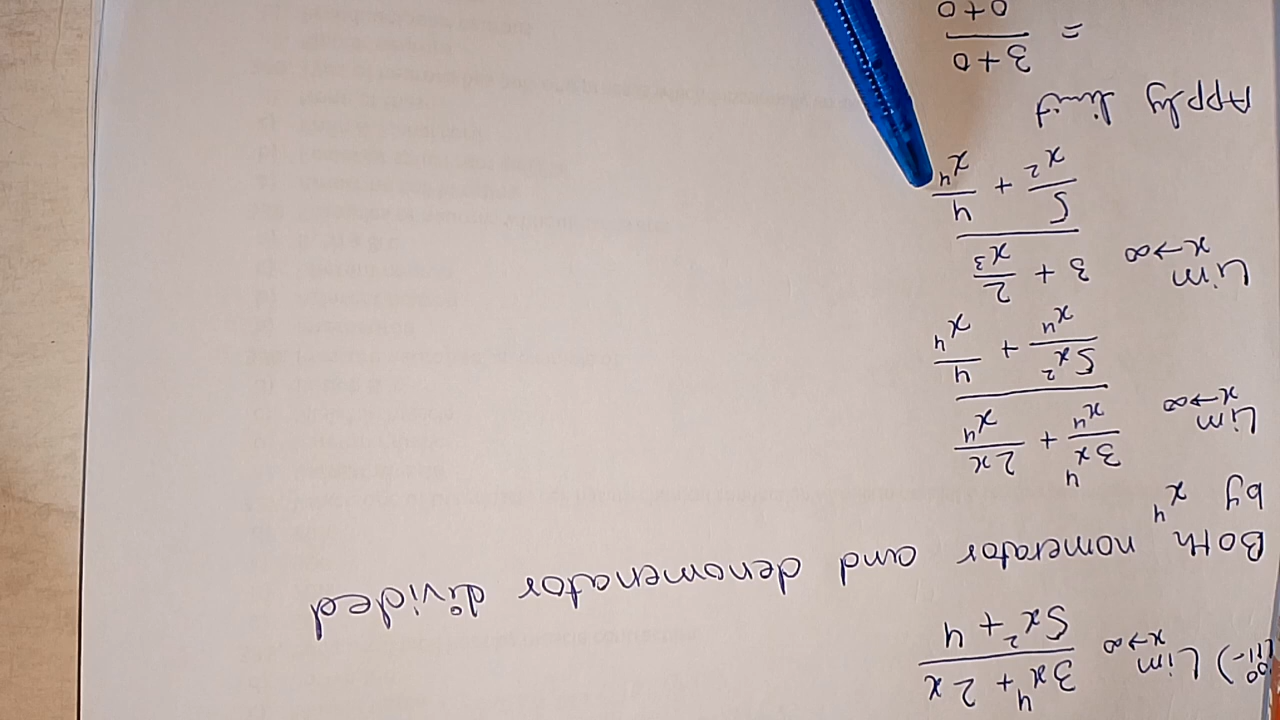 iii-) Lim x→∞ 3x⁴ + 2x / 5x² + 4
Both nomerator and denomenator divided
by x⁴
Lim x→∞ 3x⁴/x⁴ + 2x/x⁴ / 5x²/x⁴ + 4/x⁴
Lim x→∞ 3 + 2/x³ / 5/x² + 4/x⁴
Apply limit
= 3+0 / 0+0